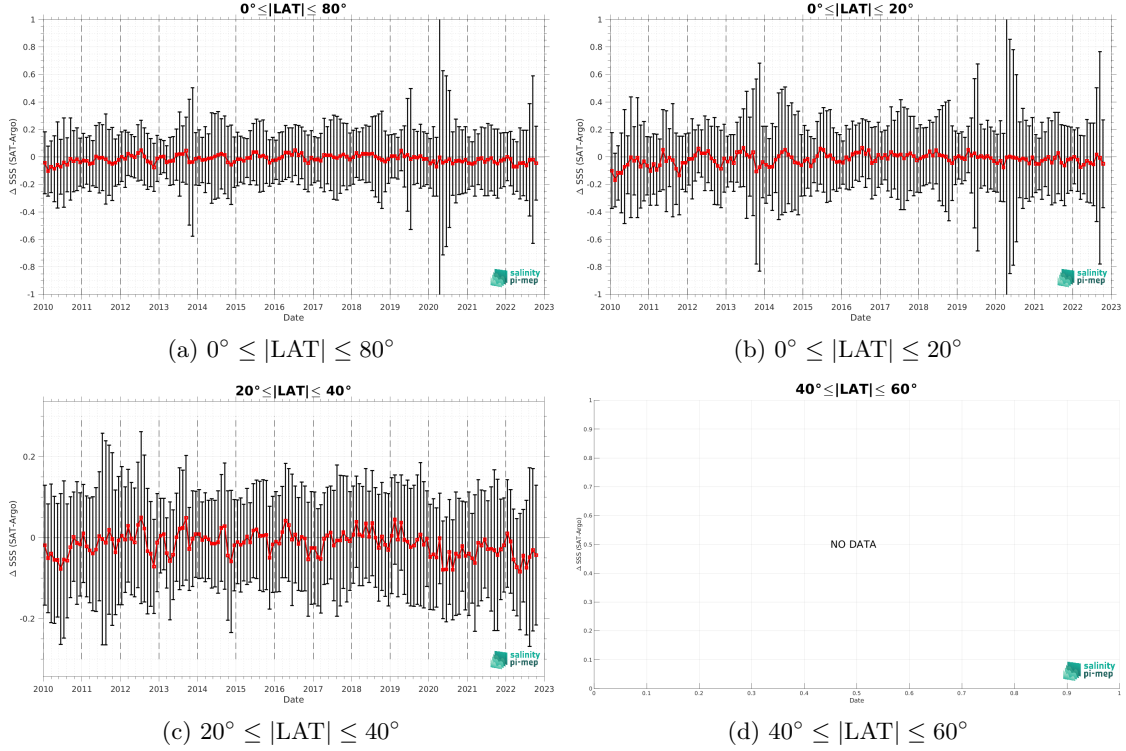 0°≤|LAT|≤ 80°
1
0.8
0.6
0.4
0.2
0
-0.2
-0.4
-0.6
-0.8
-1
Δ SSS (SAT-Argo)
2010 2011 2012 2013 2014 2015 2016 2017 2018 2019 2020 2021 2022 2023
Date
salinity
pi-mep
(a) 0° ≤ |LAT| ≤ 80°
0°≤|LAT|≤ 20°
1
0.8
0.6
0.4
0.2
0
-0.2
-0.4
-0.6
-0.8
-1
Δ SSS (SAT-Argo)
2010 2011 2012 2013 2014 2015 2016 2017 2018 2019 2020 2021 2022 2023
Date
salinity
pi-mep
(b) 0° ≤ |LAT| ≤ 20°
20°≤|LAT|≤ 40°
0.2
0
-0.2
Δ SSS (SAT-Argo)
2010 2011 2012 2013 2014 2015 2016 2017 2018 2019 2020 2021 2022 2023
Date
salinity
pi-mep
(c) 20° ≤ |LAT| ≤ 40°
40°≤|LAT|≤ 60°
1
0.9
0.8
0.7
0.6
0.5
0.4
0.3
0.2
0.1
0
Δ SSS (SAT-Argo)
NO DATA
0 0.1 0.2 0.3 0.4 0.5 0.6 0.7 0.8 0.9 1
Date
salinity
pi-mep
(d) 40° ≤ |LAT| ≤ 60°